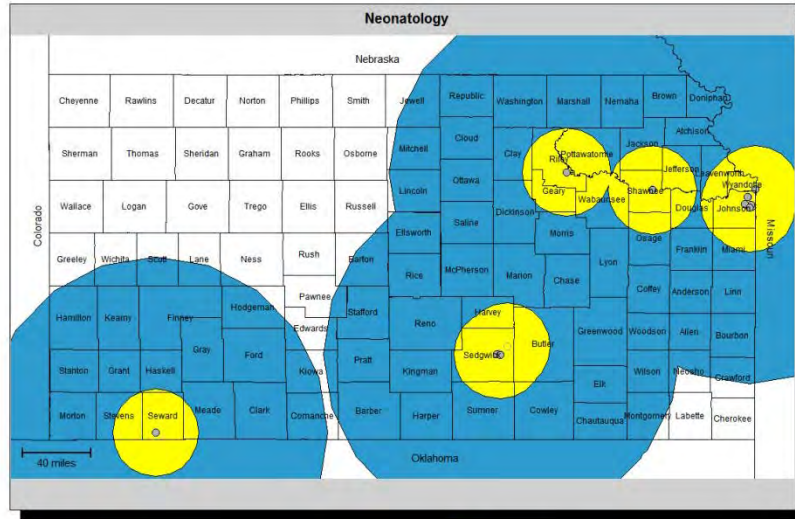 Neonatology
Nebraska
Cheyenne Rawlins Decatur Norton Phillips Smith Jewell Republic Washington Marshall Nemaha Brown Doniphan
Atchison
Sherman Thomas Sheridan Graham Rooks Osborne Mitchell Cloud Clay Riley Pottawatomie Jackson Jefferson Leavenworth
Wyandotte
Lincoln Ottawa Geary Wabaunsee Shawnee
Wallace Logan Gove Trego Ellis Russell Saline Dickinson Douglas Johnson
Colorado
Missouri
Ellsworth Morris Osage Franklin Miami
Greeley Wichita Scott Lane Ness Rush Barton Rice McPherson Marion Chase Lyon
Pawnee
Hamilton Kearny Finney Hodgeman Edwards Stafford Reno Harvey Coffey Anderson Linn
Gray Ford Sedgwick Butler Greenwood Woodson Allen Bourbon
Stanton Grant Haskell Kiowa Pratt Kingman Elk Wilson Neosho Crawford
Morton Stevens Seward Meade Clark Comanche Barber Harper Sumner Cowley Chautauqua Montgomery Labette Cherokee
40 miles
Oklahoma